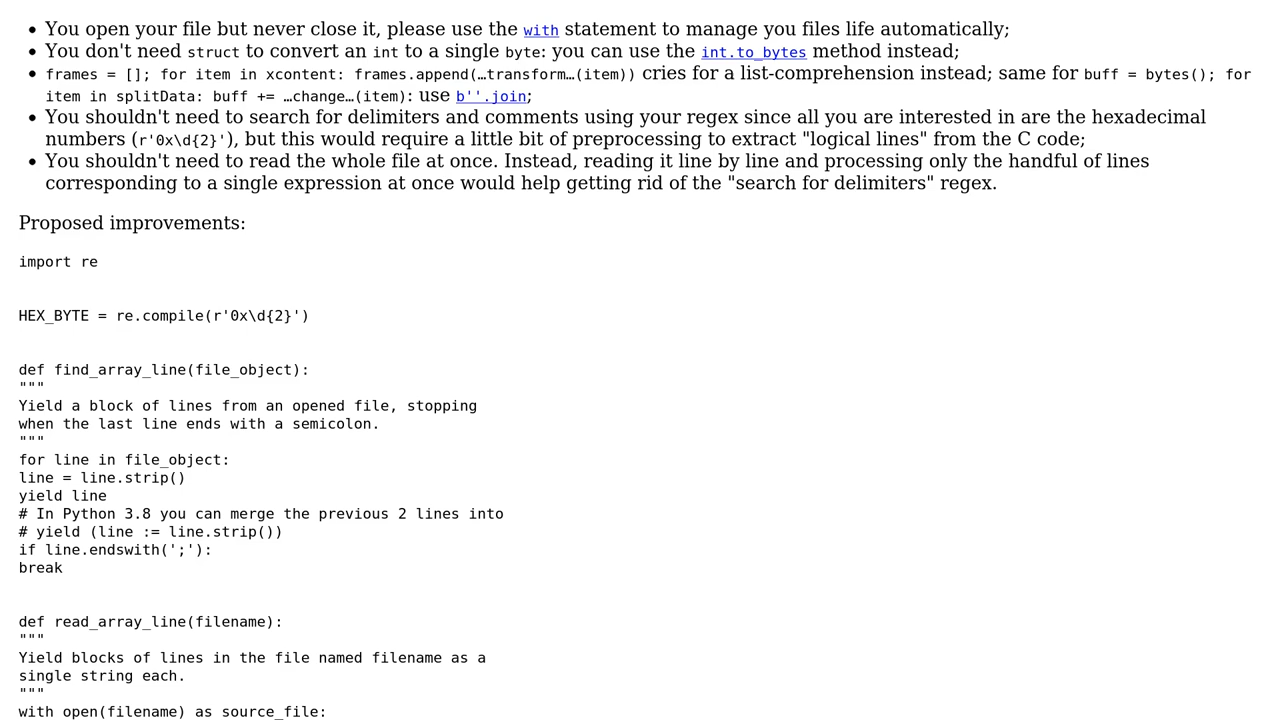 • You open your file but never close it, please use the with statement to manage you files life automatically;
• You don't need struct to convert an int to a single byte: you can use the int.to_bytes method instead;
• frames = []; for item in xcontent: frames.append(…transform…(item)) cries for a list-comprehension instead; same for buff = bytes(); for
item in splitData: buff += …change…(item): use b''.join;
• You shouldn't need to search for delimiters and comments using your regex since all you are interested in are the hexadecimal
numbers (r'0x\d{2}'), but this would require a little bit of preprocessing to extract "logical lines" from the C code;
• You shouldn't need to read the whole file at once. Instead, reading it line by line and processing only the handful of lines
corresponding to a single expression at once would help getting rid of the "search for delimiters" regex.
Proposed improvements:
import re
HEX_BYTE = re.compile(r'0x\d{2}')
def find_array_line(file_object):
"""
Yield a block of lines from an opened file, stopping
when the last line ends with a semicolon.
"""
for line in file_object:
line = line.strip()
yield line
# In Python 3.8 you can merge the previous 2 lines into
# yield (line := line.strip())
if line.endswith(';'):
break
def read_array_line(filename):
"""
Yield blocks of lines in the file named filename as a
single string each.
"""
with open(filename) as source_file: